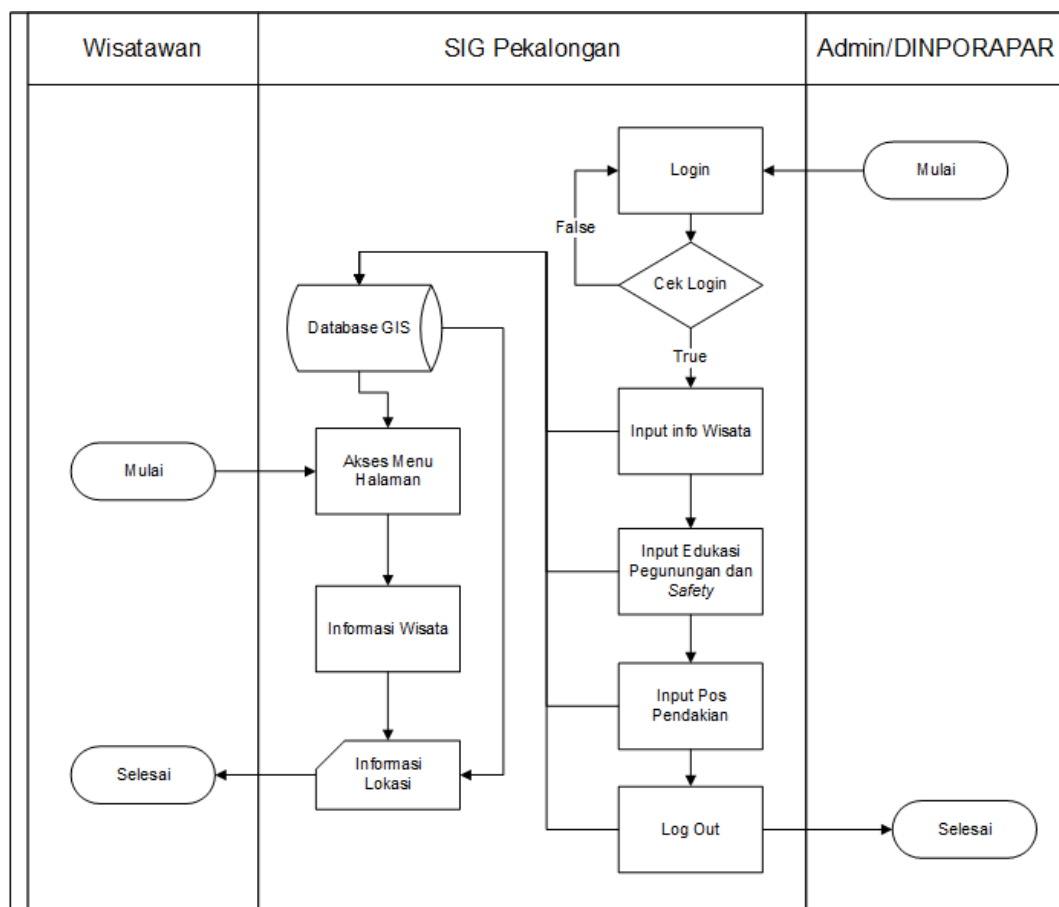 Wisatawan
SIG Pekalongan
Admin/DINPORAPAR
Login
Mulai
False
Cek Login
Database GIS
True
Input info Wisata
Mulai
Akses Menu
Halaman
Input Edukasi
Pegunungan dan
Safety
Informasi Wisata
Input Pos
Pendakian
Selesai
Informasi
Lokasi
Log Out
Selesai